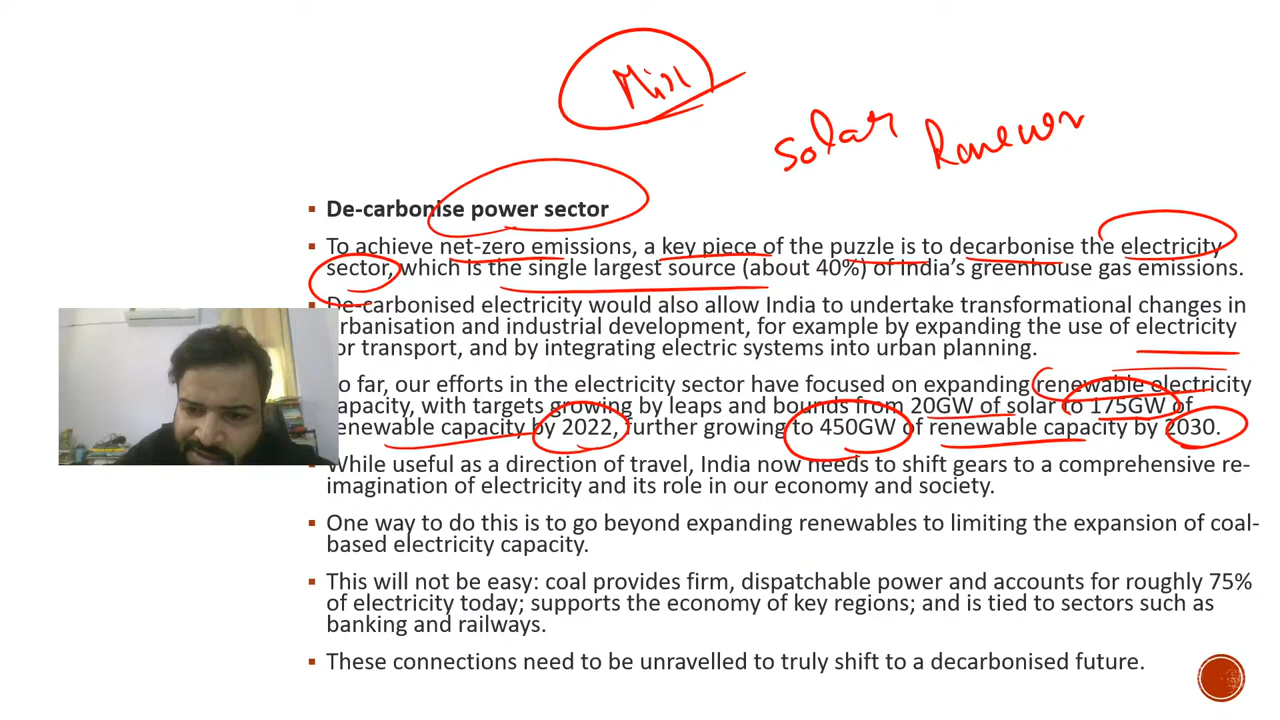 Mix
Solar Renewer
▪ De-carbonise power sector
▪ To achieve net-zero emissions, a key piece of the puzzle is to decarbonise the electricity
sector, which is the single largest source (about 40%) of India's greenhouse gas emissions.
▪ De-carbonised electricity would also allow India to undertake transformational changes in
urbanisation and industrial development, for example by expanding the use of electricity
for transport, and by integrating electric systems into urban planning.
So far, our efforts in the electricity sector have focused on expanding renewable electricity
capacity, with targets growing by leaps and bounds from 20GW of solar to 175GW of
renewable capacity by 2022, further growing to 450GW of renewable capacity by 2030.
▪ While useful as a direction of travel, India now needs to shift gears to a comprehensive re-
imagination of electricity and its role in our economy and society.
▪ One way to do this is to go beyond expanding renewables to limiting the expansion of coal-
based electricity capacity.
▪ This will not be easy: coal provides firm, dispatchable power and accounts for roughly 75%
of electricity today; supports the economy of key regions; and is tied to sectors such as
banking and railways.
▪ These connections need to be unravelled to truly shift to a decarbonised future.